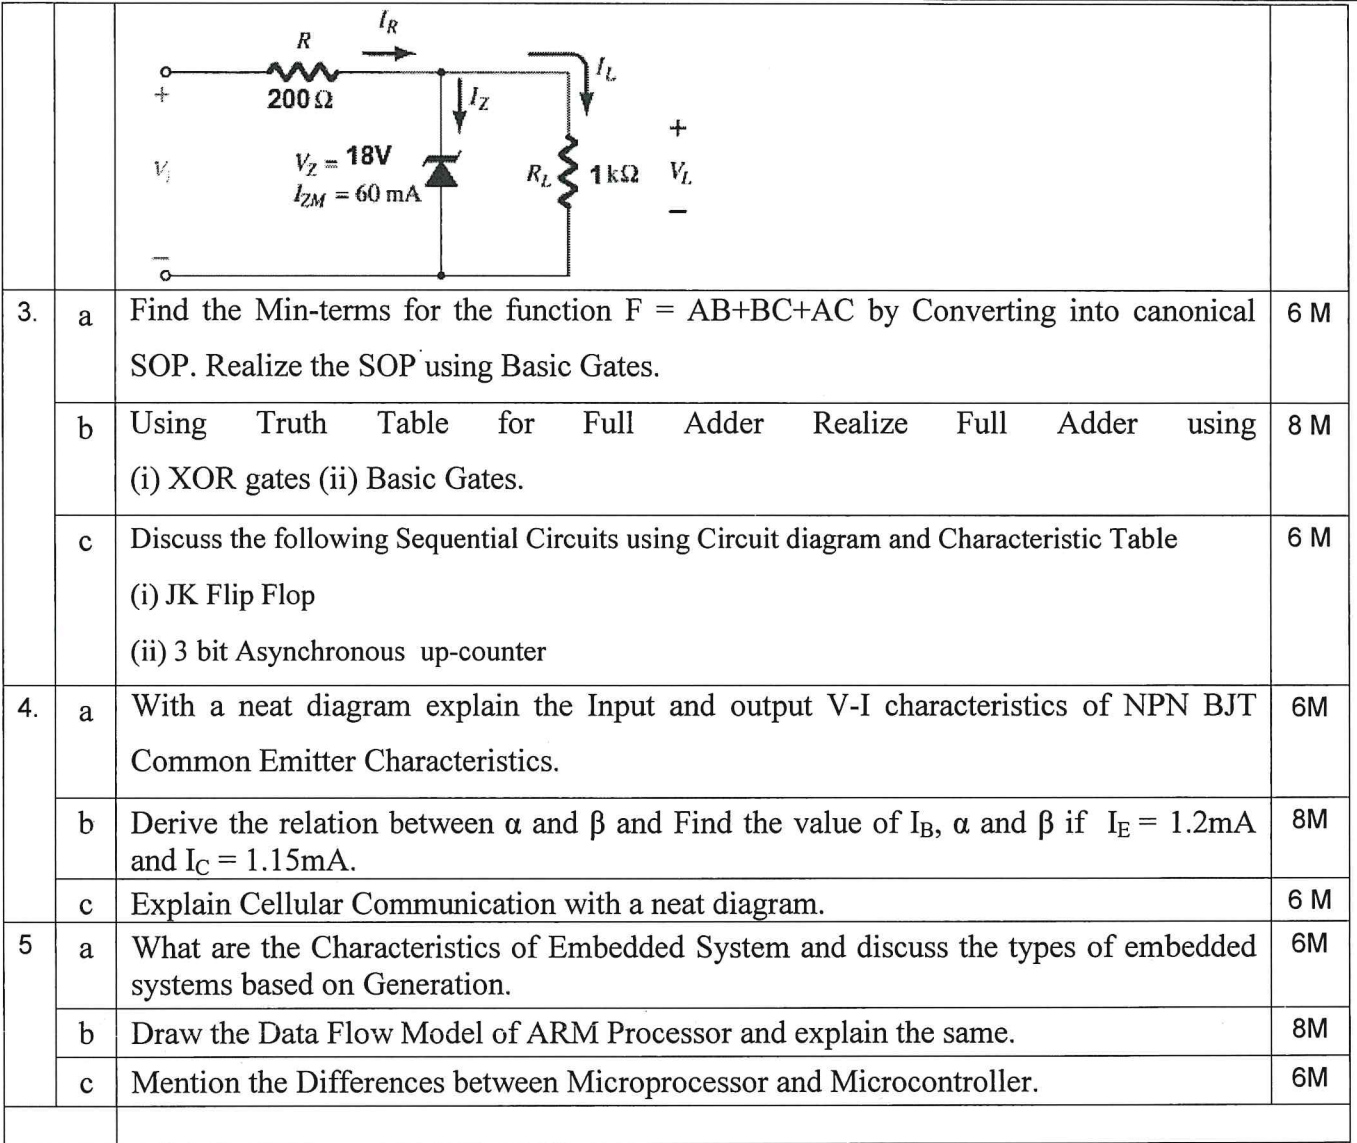 I_R
R
200 Ω
I_Z
I_L
+
V_i
V_Z = 18V
I_ZM = 60 mA
R_L
1 kΩ
+
V_L
−
−
3. a Find the Min-terms for the function F = AB+BC+AC by Converting into canonical 6 M
SOP. Realize the SOP using Basic Gates.
b Using Truth Table for Full Adder Realize Full Adder using 8 M
(i) XOR gates (ii) Basic Gates.
c Discuss the following Sequential Circuits using Circuit diagram and Characteristic Table 6 M
(i) JK Flip Flop
(ii) 3 bit Asynchronous up-counter
4. a With a neat diagram explain the Input and output V-I characteristics of NPN BJT 6M
Common Emitter Characteristics.
b Derive the relation between α and β and Find the value of I_B, α and β if I_E = 1.2mA 8M
and I_C = 1.15mA.
c Explain Cellular Communication with a neat diagram. 6 M
5 a What are the Characteristics of Embedded System and discuss the types of embedded 6M
systems based on Generation.
b Draw the Data Flow Model of ARM Processor and explain the same. 8M
c Mention the Differences between Microprocessor and Microcontroller. 6M